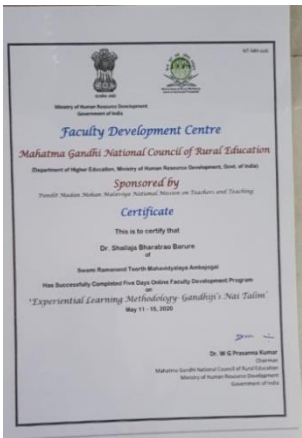 Ministry of Human Resource Development
Government of India
Faculty Development Centre
Mahatma Gandhi National Council of Rural Education
(Department of Higher Education, Ministry of Human Resource Development, Govt. of India)
Sponsored by
Pandit Madan Mohan Malaviya National Mission on Teachers and Teaching
Certificate
This is to certify that
Dr. Shailaja Bharatrao Barure
of
Swami Ramanand Teerth Mahavidyalaya Ambajogai
Has Successfully Completed Five Days Online Faculty Development Program
on
'Experiential Learning Methodology- Gandhiji's Nai Talim'
May 11 - 15, 2020
Dr. W G Prasanna Kumar
Chairman
Mahatma Gandhi National Council of Rural Education
Ministry of Human Resource Development
Government of India